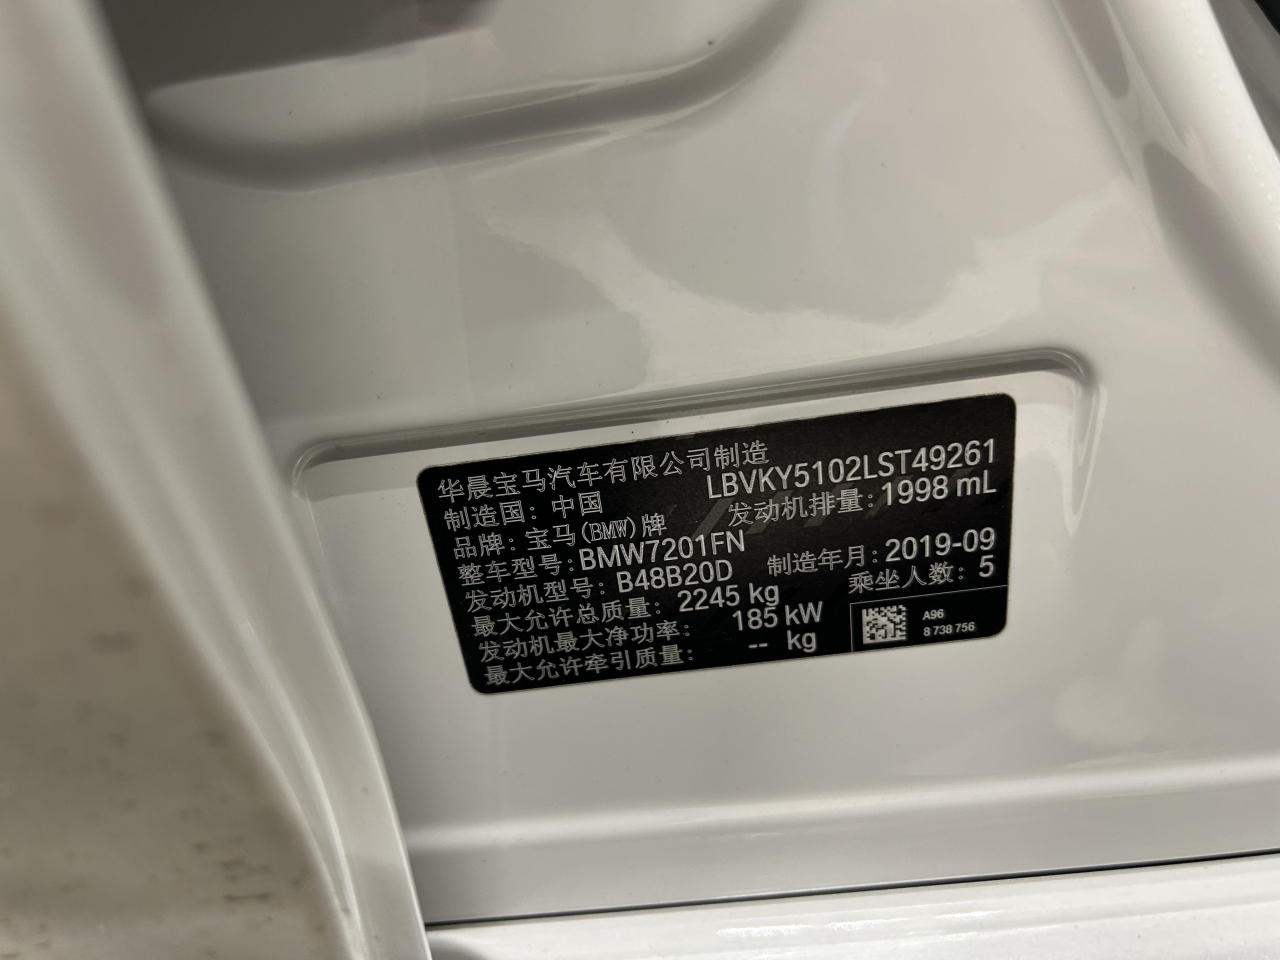 华晨宝马汽车有限公司制造
制造国：中国 LBVKY5102LST49261
品牌：宝马(BMW)牌 发动机排量：1998 mL
整车型号：BMW7201FN
发动机型号：B48B20D 制造年月：2019-09
最大允许总质量：2245 kg 乘坐人数：5
发动机最大净功率：185 kW
最大允许牵引质量：-- kg
A96
8 738 756